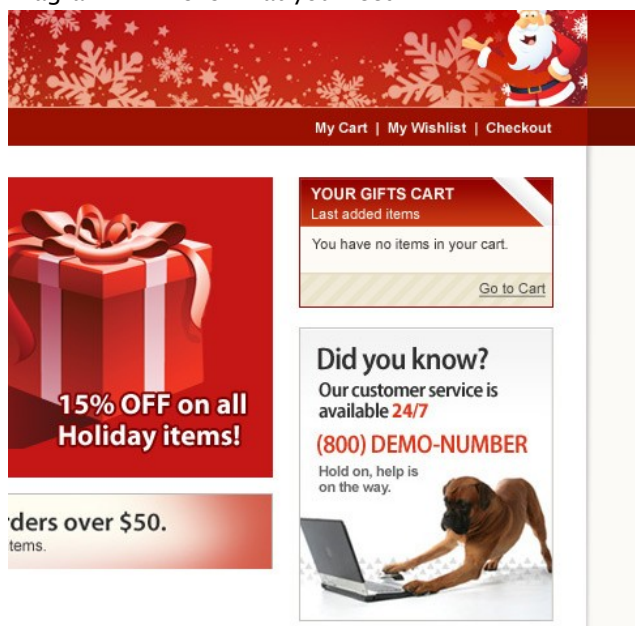 My Cart | My Wishlist | Checkout
YOUR GIFTS CART
Last added items
You have no items in your cart.
Go to Cart
15% OFF on all
Holiday items!
Did you know?
Our customer service is
available 24/7
(800) DEMO-NUMBER
Hold on, help is
on the way.
ders over $50.
tems.